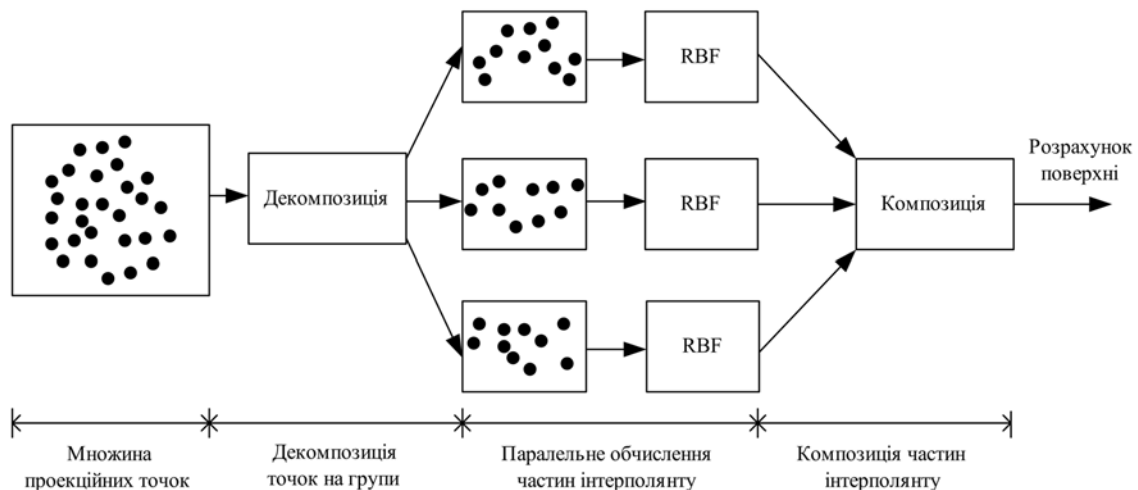 RBF
Розрахунок
поверхні
Декомпозиція
RBF
Композиція
RBF
Множина
проекційних точок
Декомпозиція
точок на групи
Паралельне обчислення
частин інтерполянту
Композиція частин
інтерполянту